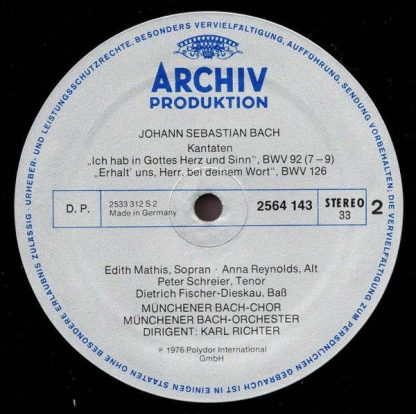 ARCHIV
PRODUKTION
JOHANN SEBASTIAN BACH
Kantaten
„Ich hab in Gottes Herz und Sinn", BWV 92 (7–9)
„Erhalt' uns, Herr, bei deinem Wort", BWV 126
D. P.
2533 312 S 2
Made in Germany
2564 143
STEREO
33
2
Edith Mathis, Sopran · Anna Reynolds, Alt
Peter Schreier, Tenor
Dietrich Fischer-Dieskau, Baß
MÜNCHENER BACH-CHOR
MÜNCHENER BACH-ORCHESTER
DIRIGENT: KARL RICHTER
℗ 1976 Polydor International
GmbH
URHEBER- UND LEISTUNGSSCHUTZRECHTE. BESONDERS VERVIELFÄLTIGUNG, AUFFÜHRUNG, SENDUNG VORBEHALTEN: DIE VERVIELFÄLTIGUNG ZUM PERSÖNLICHEN GEBRAUCH IST IN EINIGEN STAATEN OHNE BESONDERE ERLAUBNIS ZULÄSSIG ·